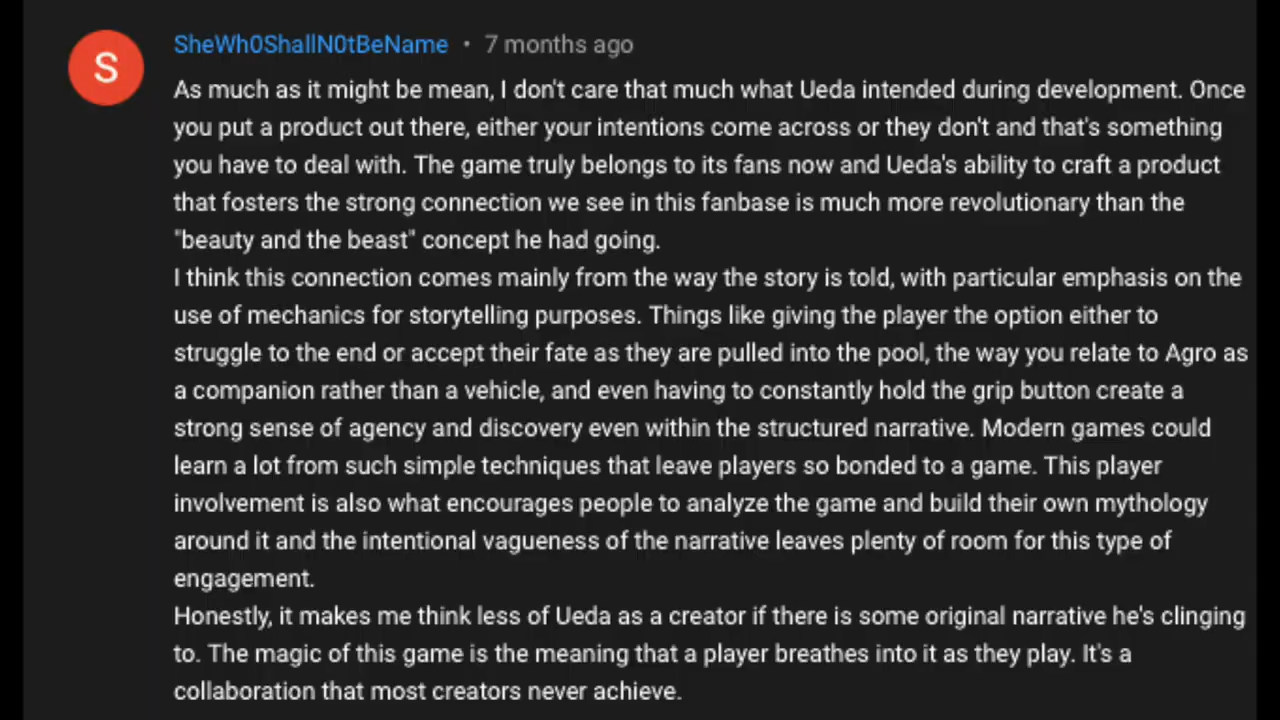 SheWh0ShallN0tBeName • 7 months ago
S
As much as it might be mean, I don't care that much what Ueda intended during development. Once
you put a product out there, either your intentions come across or they don't and that's something
you have to deal with. The game truly belongs to its fans now and Ueda's ability to craft a product
that fosters the strong connection we see in this fanbase is much more revolutionary than the
"beauty and the beast" concept he had going.
I think this connection comes mainly from the way the story is told, with particular emphasis on the
use of mechanics for storytelling purposes. Things like giving the player the option either to
struggle to the end or accept their fate as they are pulled into the pool, the way you relate to Agro as
a companion rather than a vehicle, and even having to constantly hold the grip button create a
strong sense of agency and discovery even within the structured narrative. Modern games could
learn a lot from such simple techniques that leave players so bonded to a game. This player
involvement is also what encourages people to analyze the game and build their own mythology
around it and the intentional vagueness of the narrative leaves plenty of room for this type of
engagement.
Honestly, it makes me think less of Ueda as a creator if there is some original narrative he's clinging
to. The magic of this game is the meaning that a player breathes into it as they play. It's a
collaboration that most creators never achieve.